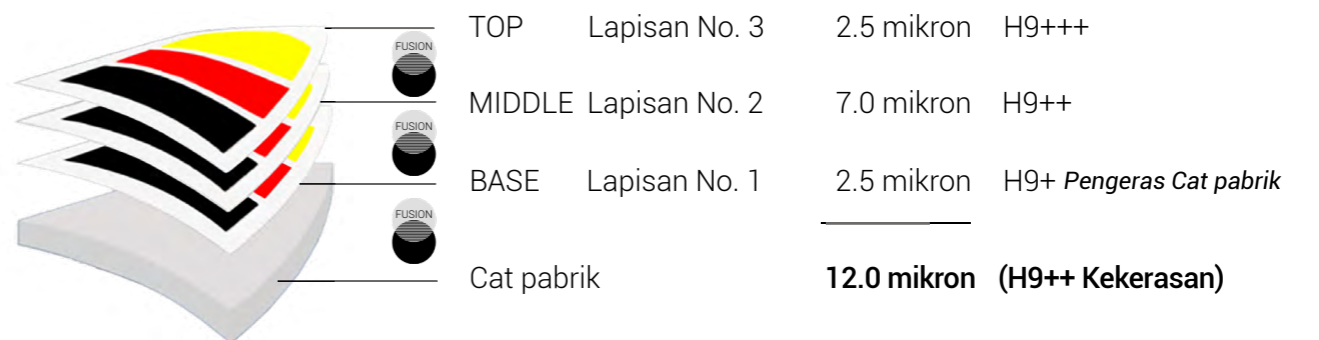 TOP Lapisan No. 3 2.5 mikron H9+++
FUSION
MIDDLE Lapisan No. 2 7.0 mikron H9++
FUSION
BASE Lapisan No. 1 2.5 mikron H9+ Pengeras Cat pabrik
FUSION
Cat pabrik 12.0 mikron (H9++ Kekerasan)